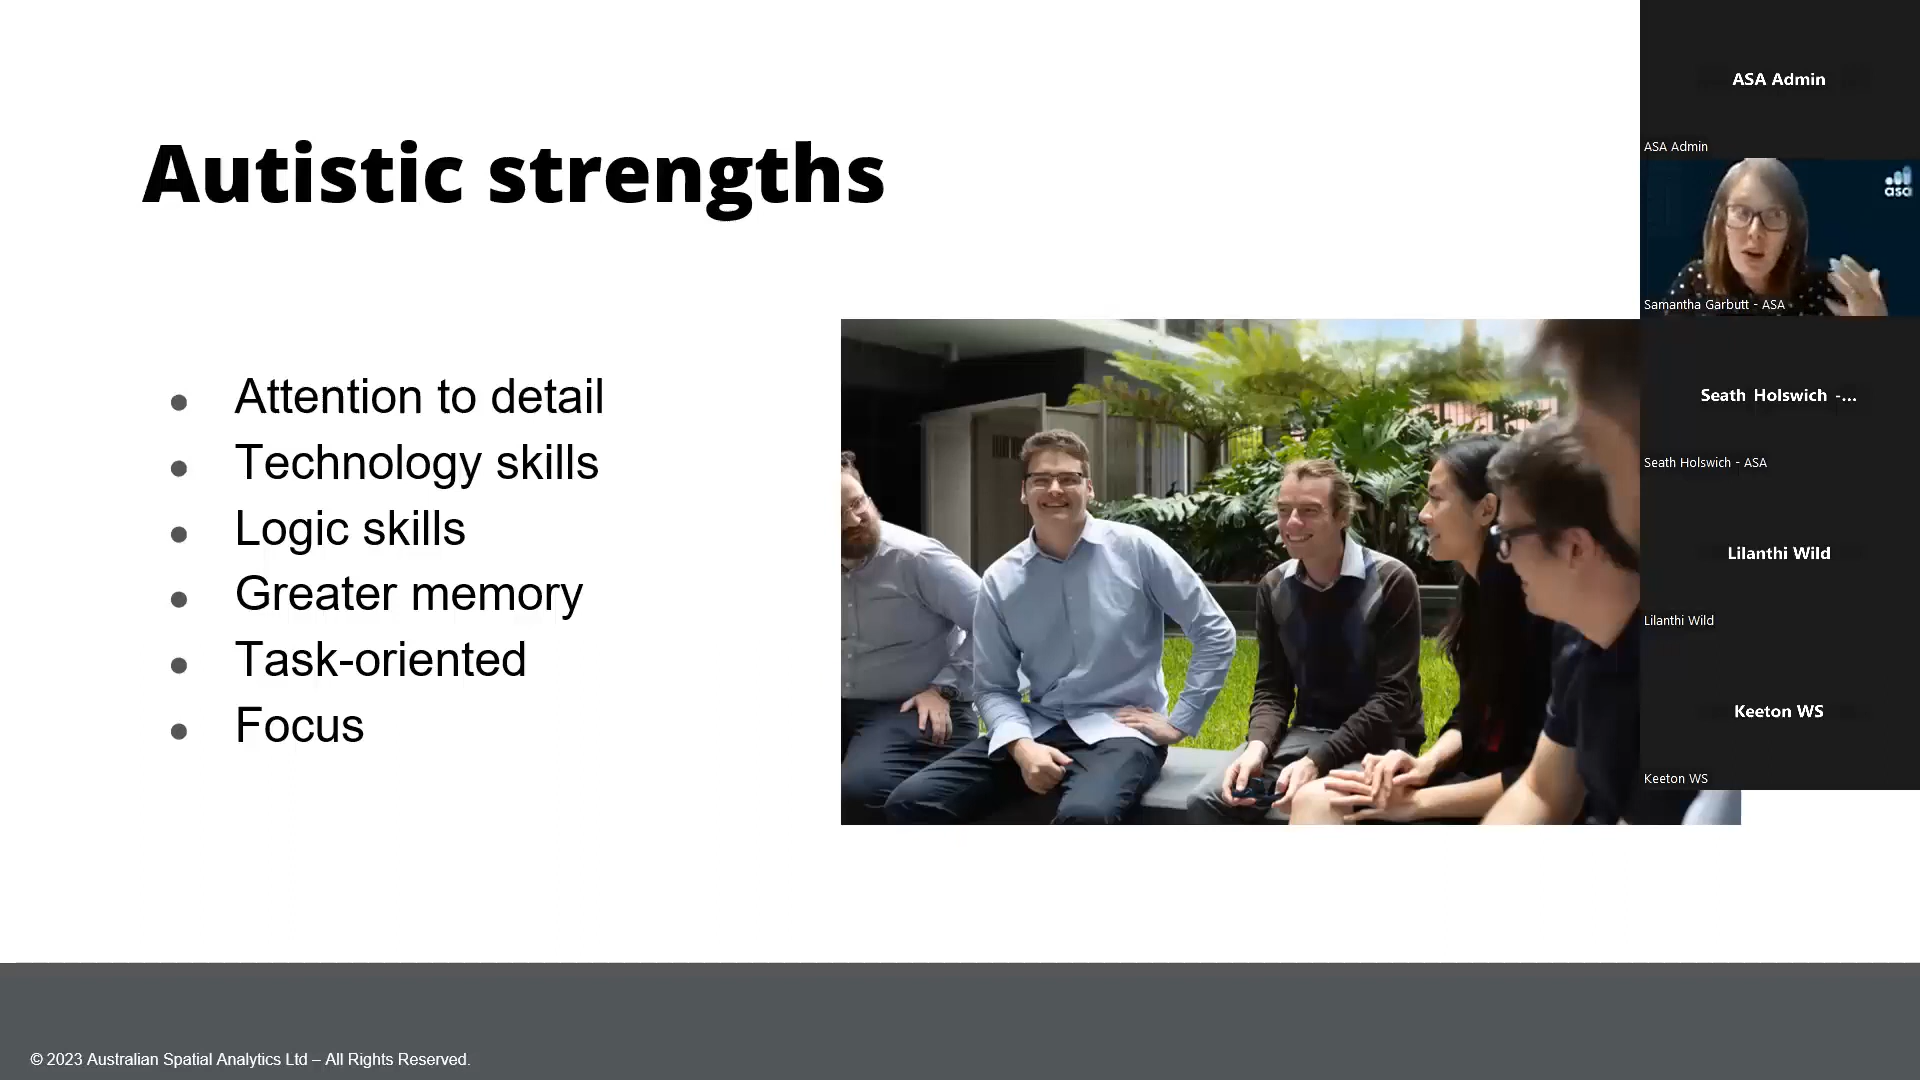 Autistic strengths
Attention to detail
Technology skills
Logic skills
Greater memory
Task-oriented
Focus
© 2023 Australian Spatial Analytics Ltd – All Rights Reserved.
ASA Admin
ASA Admin
asa
Samantha Garbutt - ASA
Seath Holswich -...
Seath Holswich - ASA
Lilanthi Wild
Lilanthi Wild
Keeton WS
Keeton WS